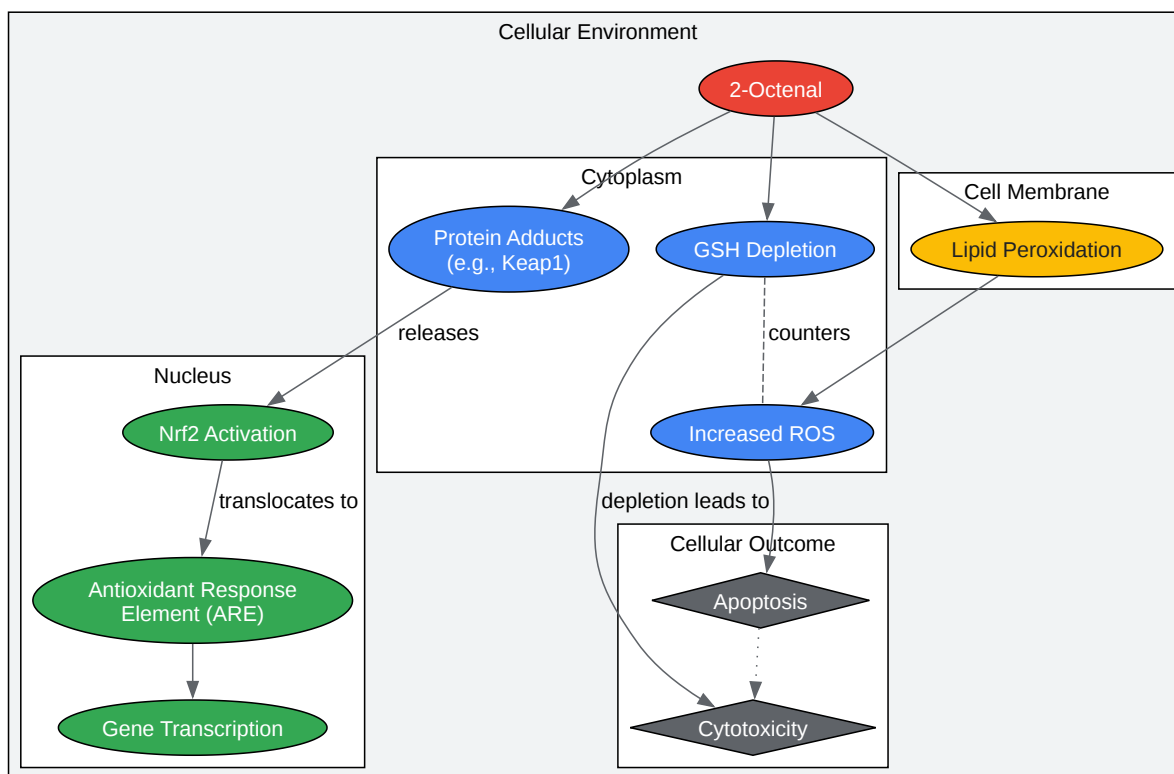 Cellular Environment
2-Octenal
Cytoplasm
Cell Membrane
Protein Adducts
(e.g., Keap1)
GSH Depletion
Lipid Peroxidation
releases
counters
Nucleus
Nrf2 Activation
Increased ROS
translocates to
depletion leads to
Cellular Outcome
Antioxidant Response
Element (ARE)
Apoptosis
Gene Transcription
Cytotoxicity